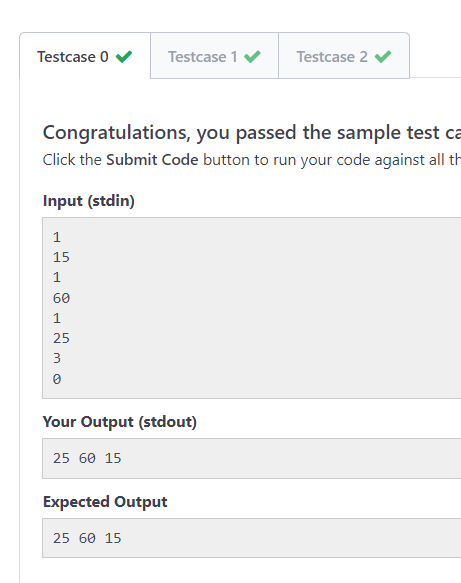 Testcase 0 Testcase 1 Testcase 2
Congratulations, you passed the sample test ca
Click the Submit Code button to run your code against all th
Input (stdin)
1
15
1
60
1
25
3
0
Your Output (stdout)
25 60 15
Expected Output
25 60 15